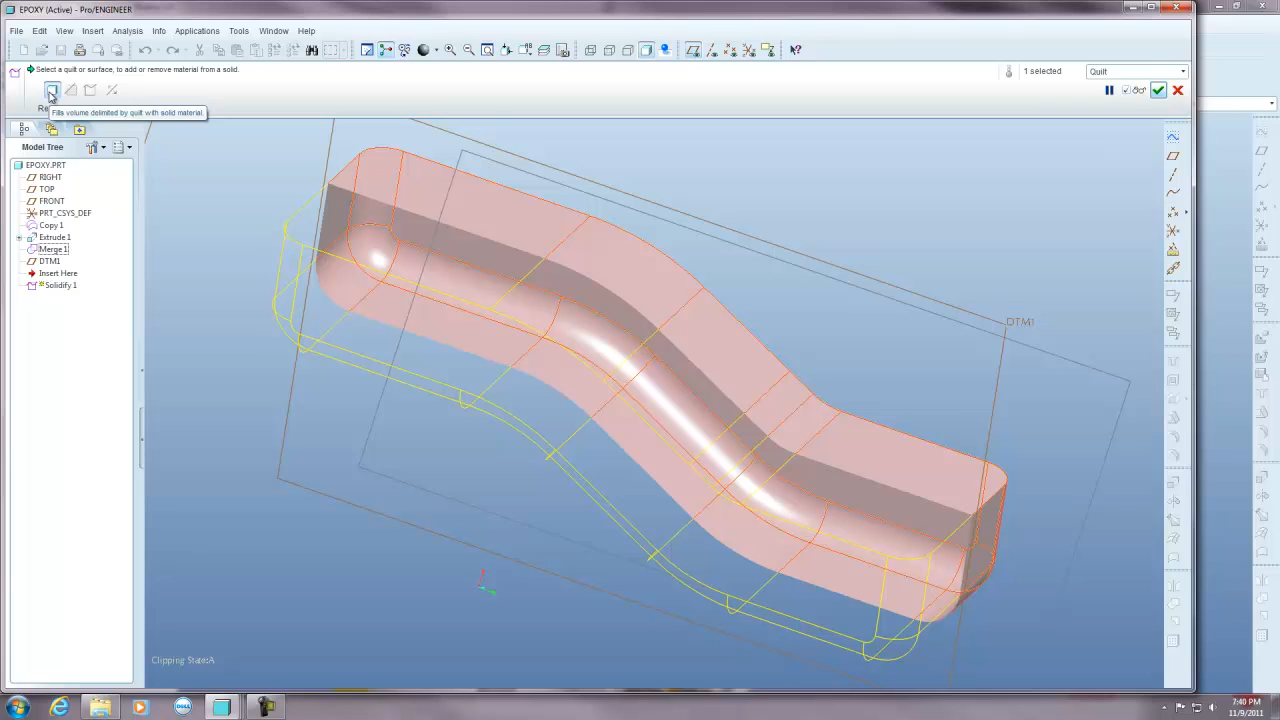 EPOXY (Active) - Pro/ENGINEER
File Edit View Insert Analysis Info Applications Tools Window Help
Select a quilt or surface, to add or remove material from a solid.
1 selected
Quilt
Fills volume delimited by quilt with solid material.
Model Tree
EPOXY.PRT
RIGHT
TOP
FRONT
PRT_CSYS_DEF
Copy 1
Extrude 1
Merge 1
DTM1
Insert Here
Solidify 1
DTM1
Clipping State:A
DELL
7:40 PM
11/9/2011